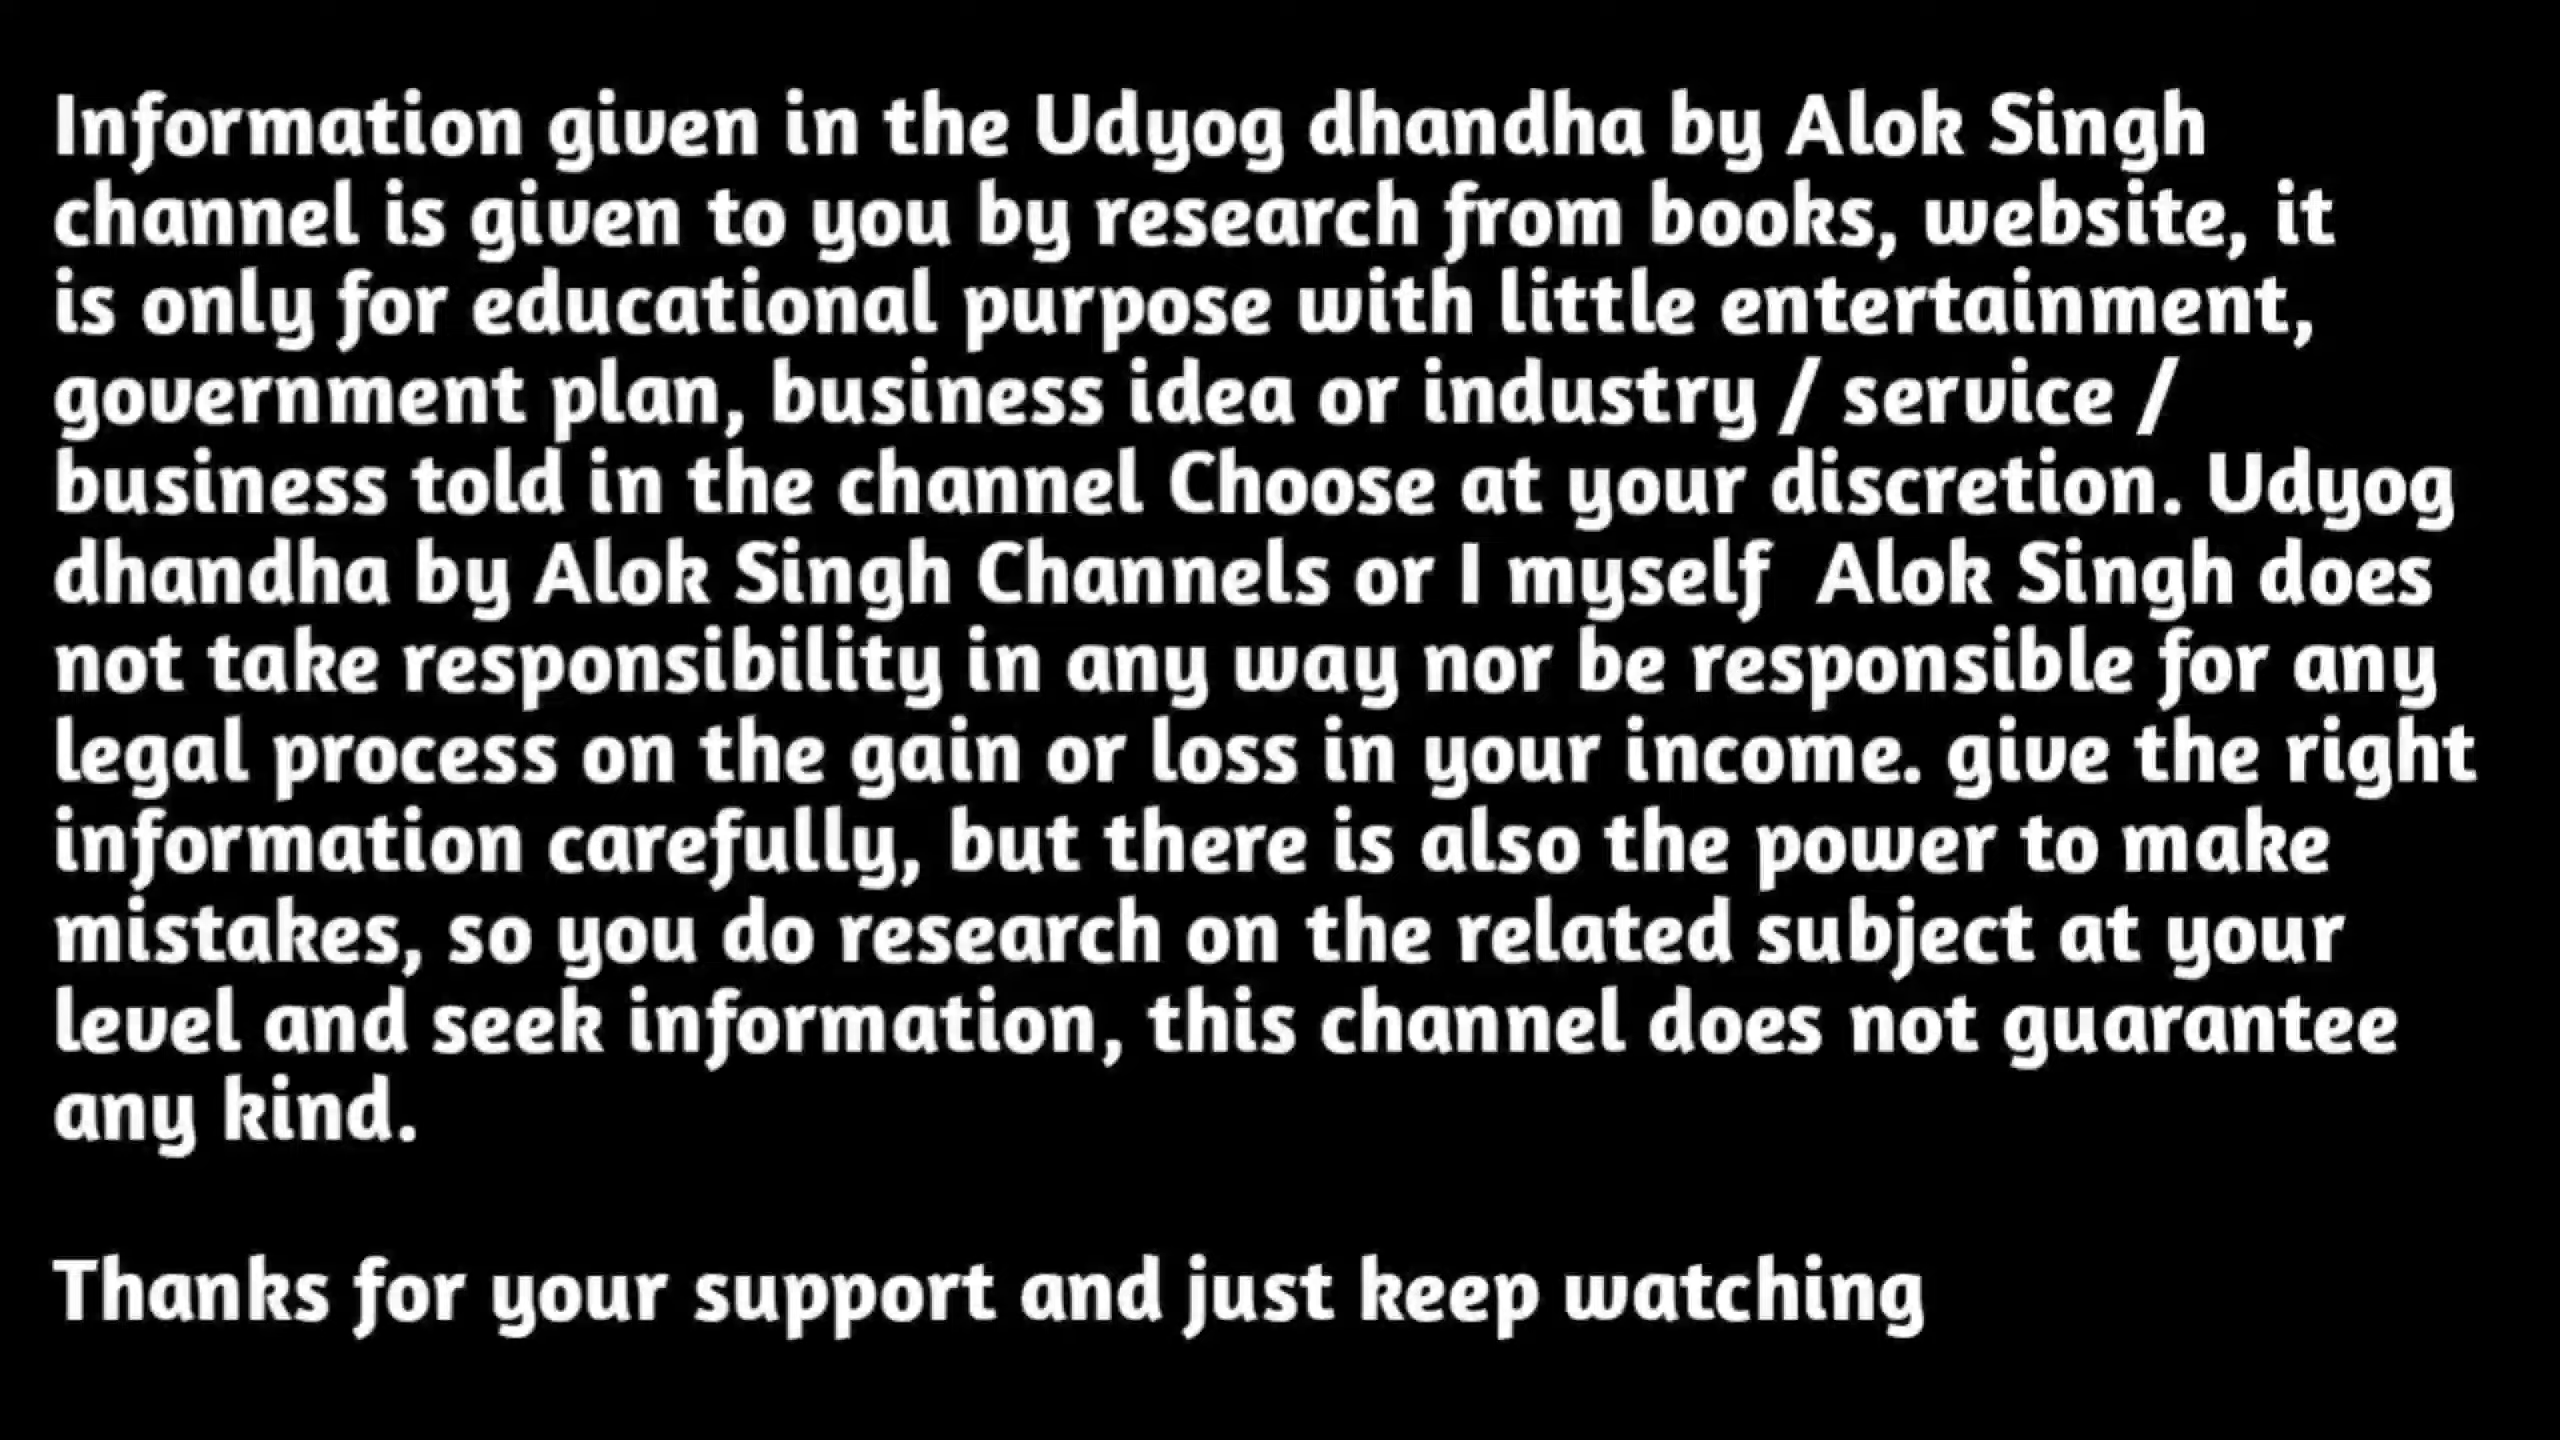 Information given in the Udyog dhandha by Alok Singh
channel is given to you by research from books, website, it
is only for educational purpose with little entertainment,
government plan, business idea or industry / service /
business told in the channel Choose at your discretion. Udyog
dhandha by Alok Singh Channels or I myself  Alok Singh does
not take responsibility in any way nor be responsible for any
legal process on the gain or loss in your income. give the right
information carefully, but there is also the power to make
mistakes, so you do research on the related subject at your
level and seek information, this channel does not guarantee
any kind.
Thanks for your support and just keep watching